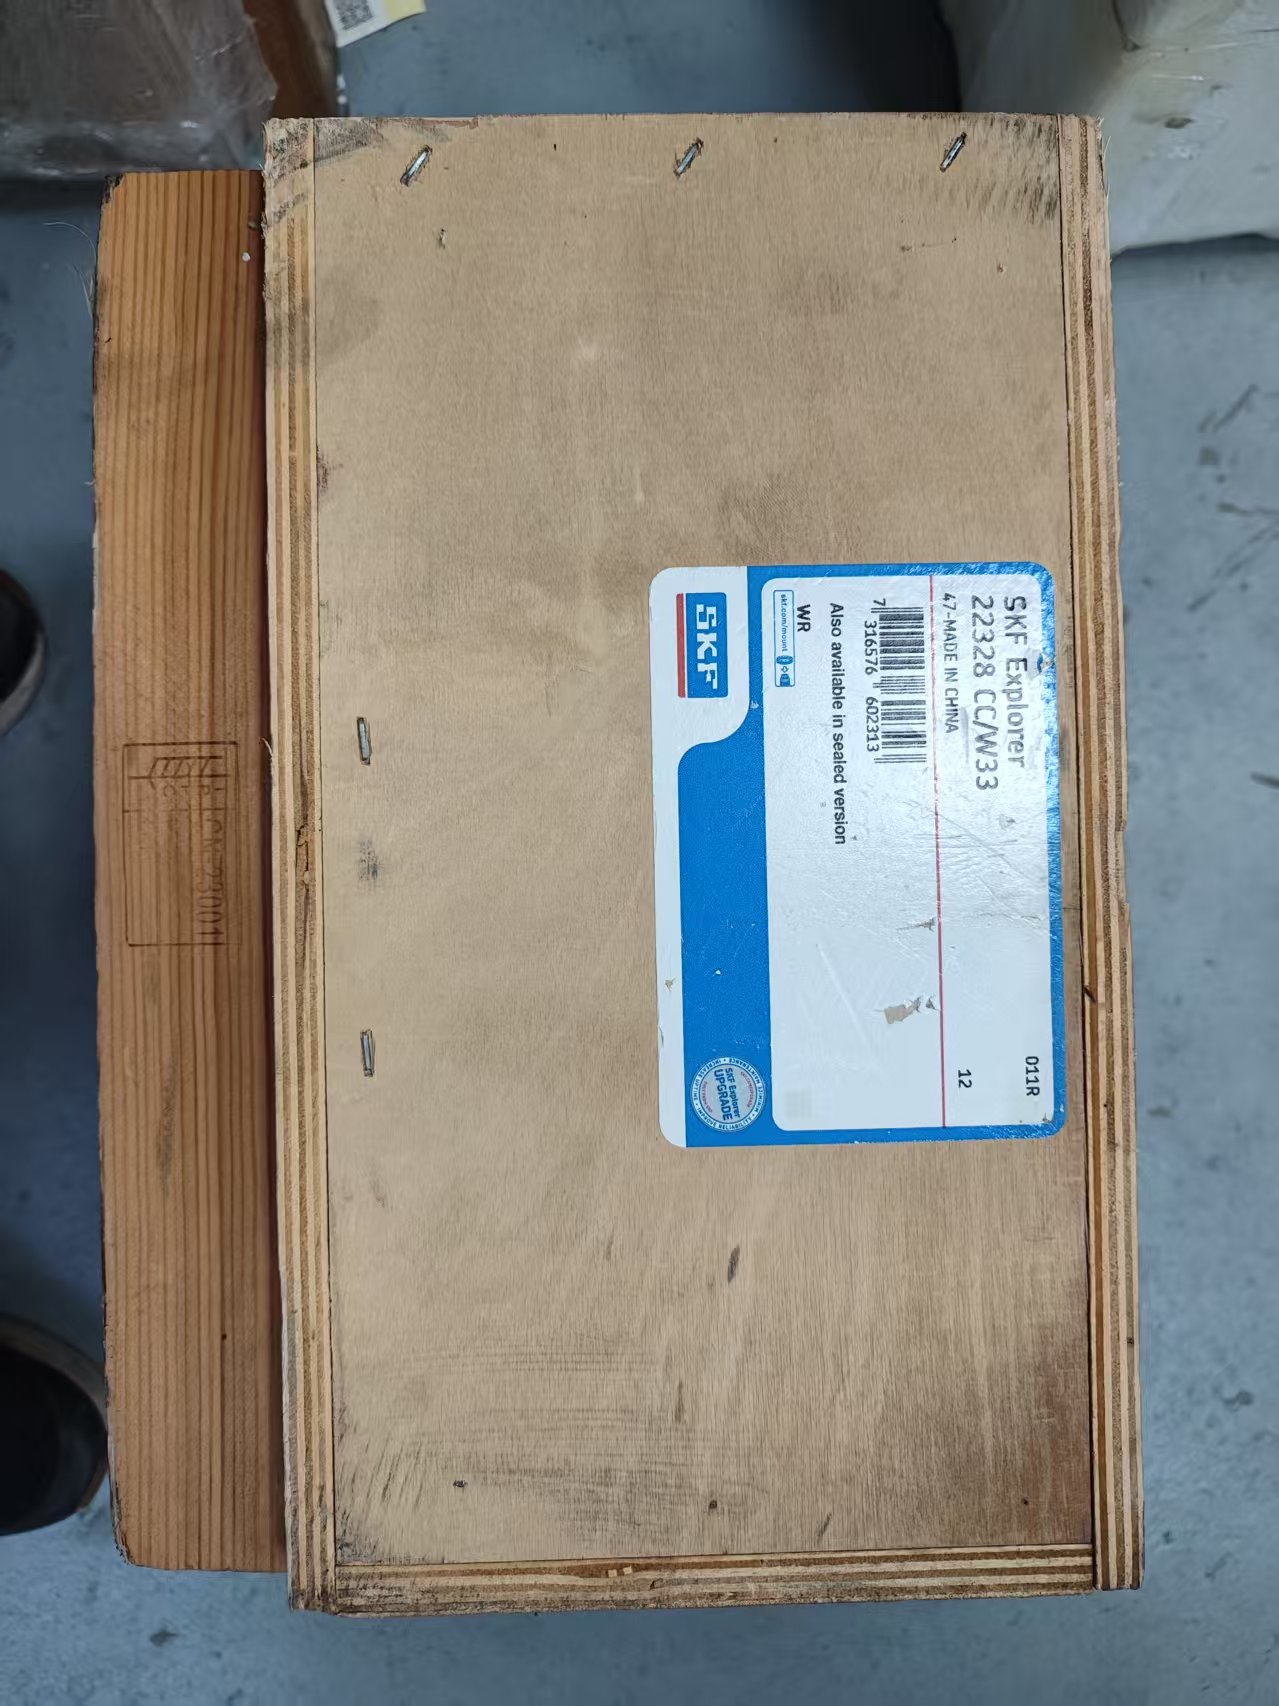 SKF Explorer
011R
22328 CC/W33
47-MADE IN CHINA
12
7 316576 602313
Also available in sealed version
WR
skf.com/mount
SKF
SKF Explorer
UPGRADE